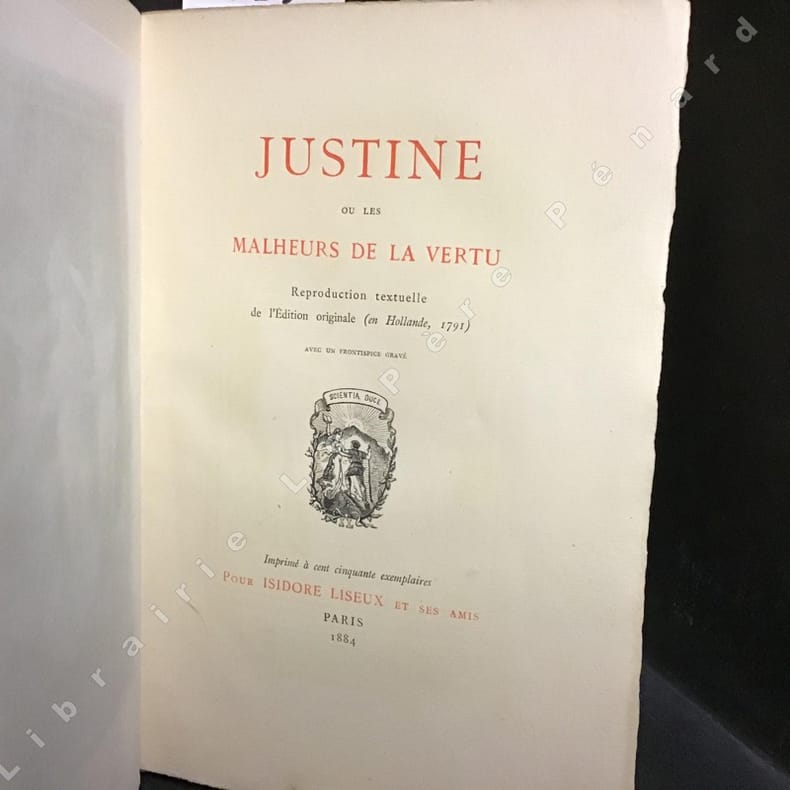 JUSTINE
OU LES
MALHEURS DE LA VERTU
Reproduction textuelle
de l'Édition originale (en Hollande, 1791)
AVEC UN FRONTISPICE GRAVÉ
SCIENTIA DUCE
Imprimé à cent cinquante exemplaires
POUR ISIDORE LISEUX ET SES AMIS
PARIS
1884
Librairie Le Père Pénard